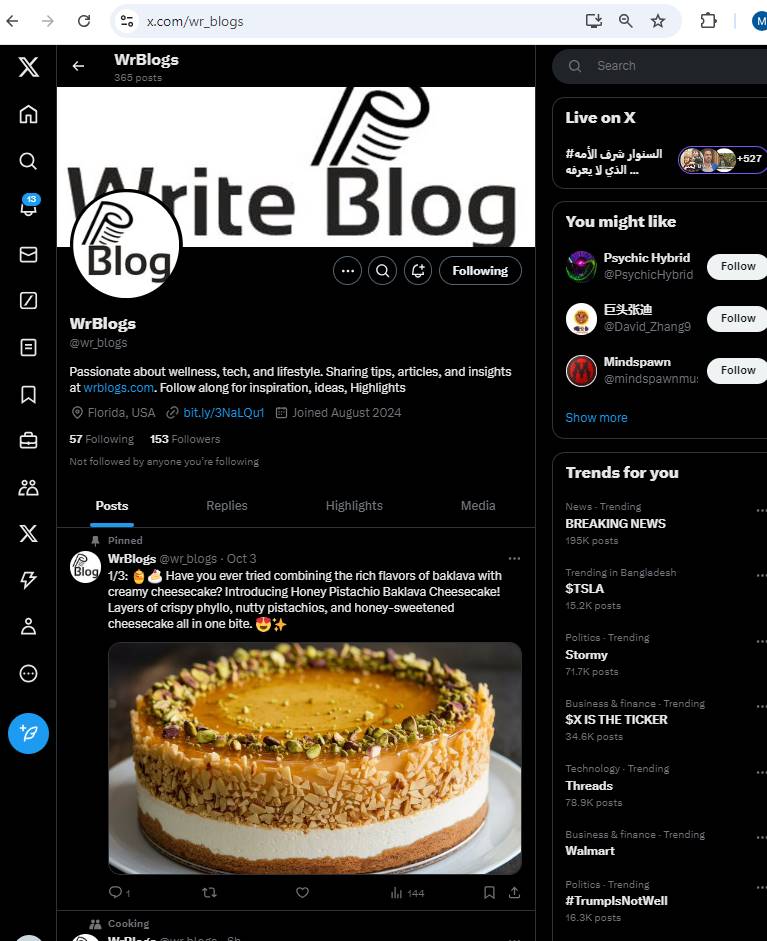 x.com/wr_blogs
M
WrBlogs
365 posts
Write Blog
Blog
Following
WrBlogs
@wr_blogs
Passionate about wellness, tech, and lifestyle. Sharing tips, articles, and insights
at wrblogs.com. Follow along for inspiration, ideas, Highlights
Florida, USA bit.ly/3NaLQu1 Joined August 2024
57 Following 153 Followers
Not followed by anyone you're following
Posts Replies Highlights Media
Pinned
WrBlogs @wr_blogs · Oct 3
Blog
1/3: 🍯🍰 Have you ever tried combining the rich flavors of baklava with
creamy cheesecake? Introducing Honey Pistachio Baklava Cheesecake!
Layers of crispy phyllo, nutty pistachios, and honey-sweetened
cheesecake all in one bite. 😍✨
1 144
Cooking
WrBlogs @wr_blogs · 6h
13
Search
Live on X
#السنوار شرف الأمه
الذي لا يعرفه ...
+527
You might like
Psychic Hybrid
@PsychicHybrid
Follow
巨头张迪
@David_Zhang9
Follow
Mindspawn
@mindspawnmu
Follow
Show more
Trends for you
News · Trending
BREAKING NEWS
195K posts
Trending in Bangladesh
$TSLA
15.2K posts
Politics · Trending
Stormy
71.7K posts
Business & finance · Trending
$X IS THE TICKER
34.6K posts
Technology · Trending
Threads
78.9K posts
Business & finance · Trending
Walmart
Politics · Trending
#TrumpIsNotWell
16.3K posts